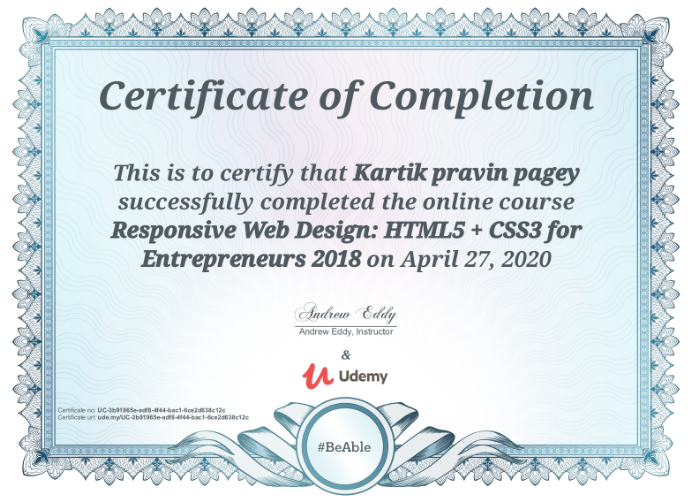 Certificate of Completion
This is to certify that Kartik pravin pagey
successfully completed the online course
Responsive Web Design: HTML5 + CSS3 for
Entrepreneurs 2018 on April 27, 2020
Andrew Eddy
Andrew Eddy, Instructor
&
Udemy
Certificate no: UC-3b91965e-adf8-4f44-bac1-6ce2d638c12c
Certificate url: ude.my/UC-3b91965e-adf8-4f44-bac1-6ce2d638c12c
#BeAble